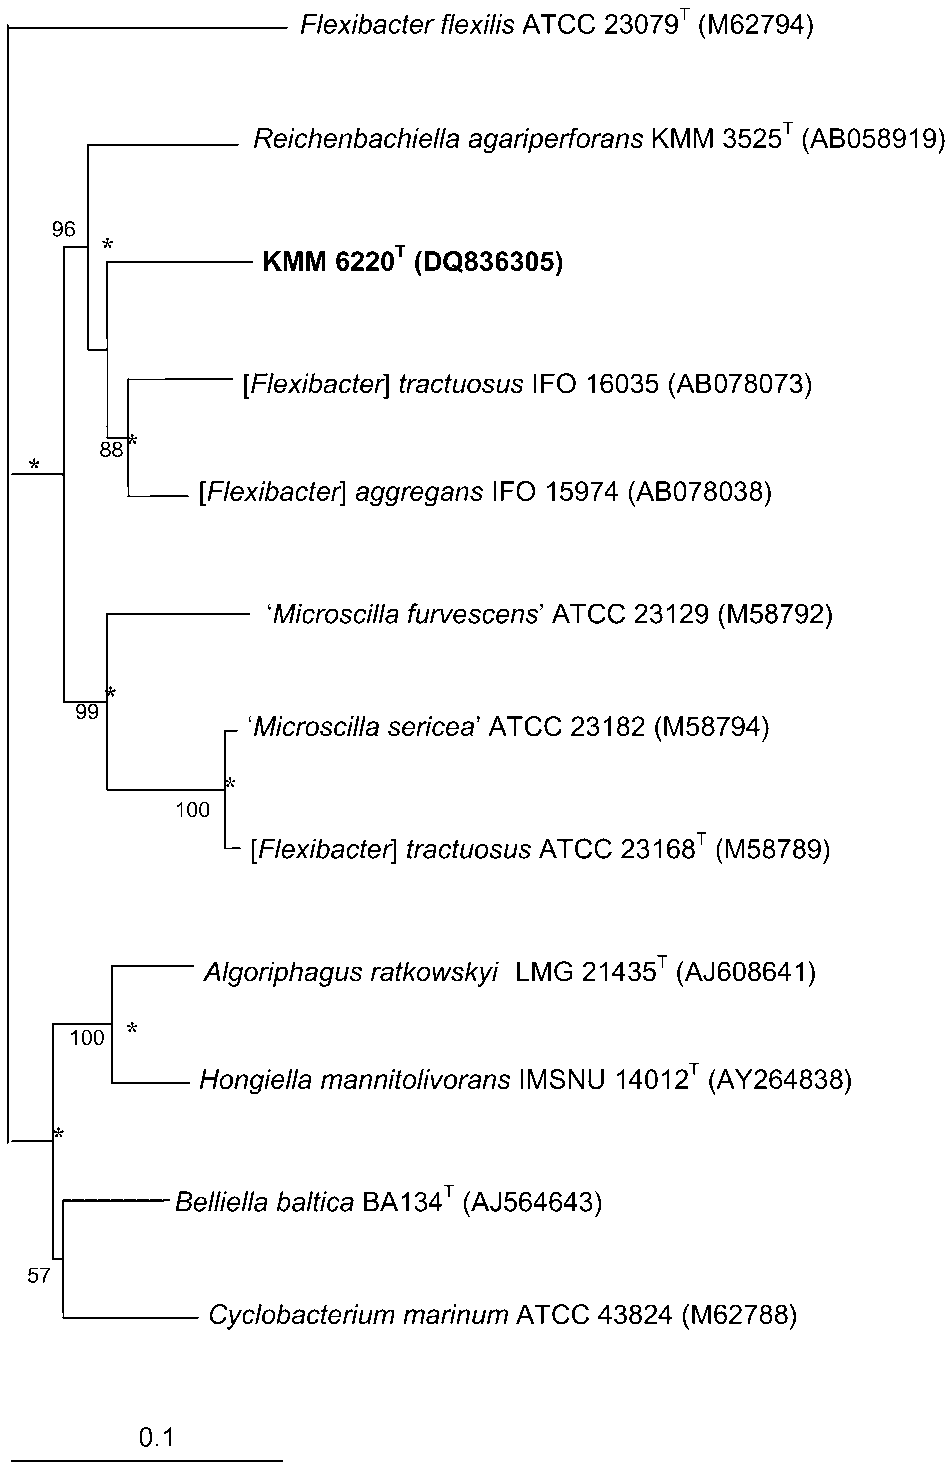 Flexibacter flexilis ATCC 23079ᵀ (M62794)
Reichenbachiella agariperforans KMM 3525ᵀ (AB058919)
96
*
KMM 6220ᵀ (DQ836305)
[Flexibacter] tractuosus IFO 16035 (AB078073)
88
*
*
[Flexibacter] aggregans IFO 15974 (AB078038)
‘Microscilla furvescens’ ATCC 23129 (M58792)
*
99
‘Microscilla sericea’ ATCC 23182 (M58794)
*
100
[Flexibacter] tractuosus ATCC 23168ᵀ (M58789)
Algoriphagus ratkowskyi LMG 21435ᵀ (AJ608641)
100
*
Hongiella mannitolivorans IMSNU 14012ᵀ (AY264838)
*
Belliella baltica BA134ᵀ (AJ564643)
57
Cyclobacterium marinum ATCC 43824 (M62788)
0.1